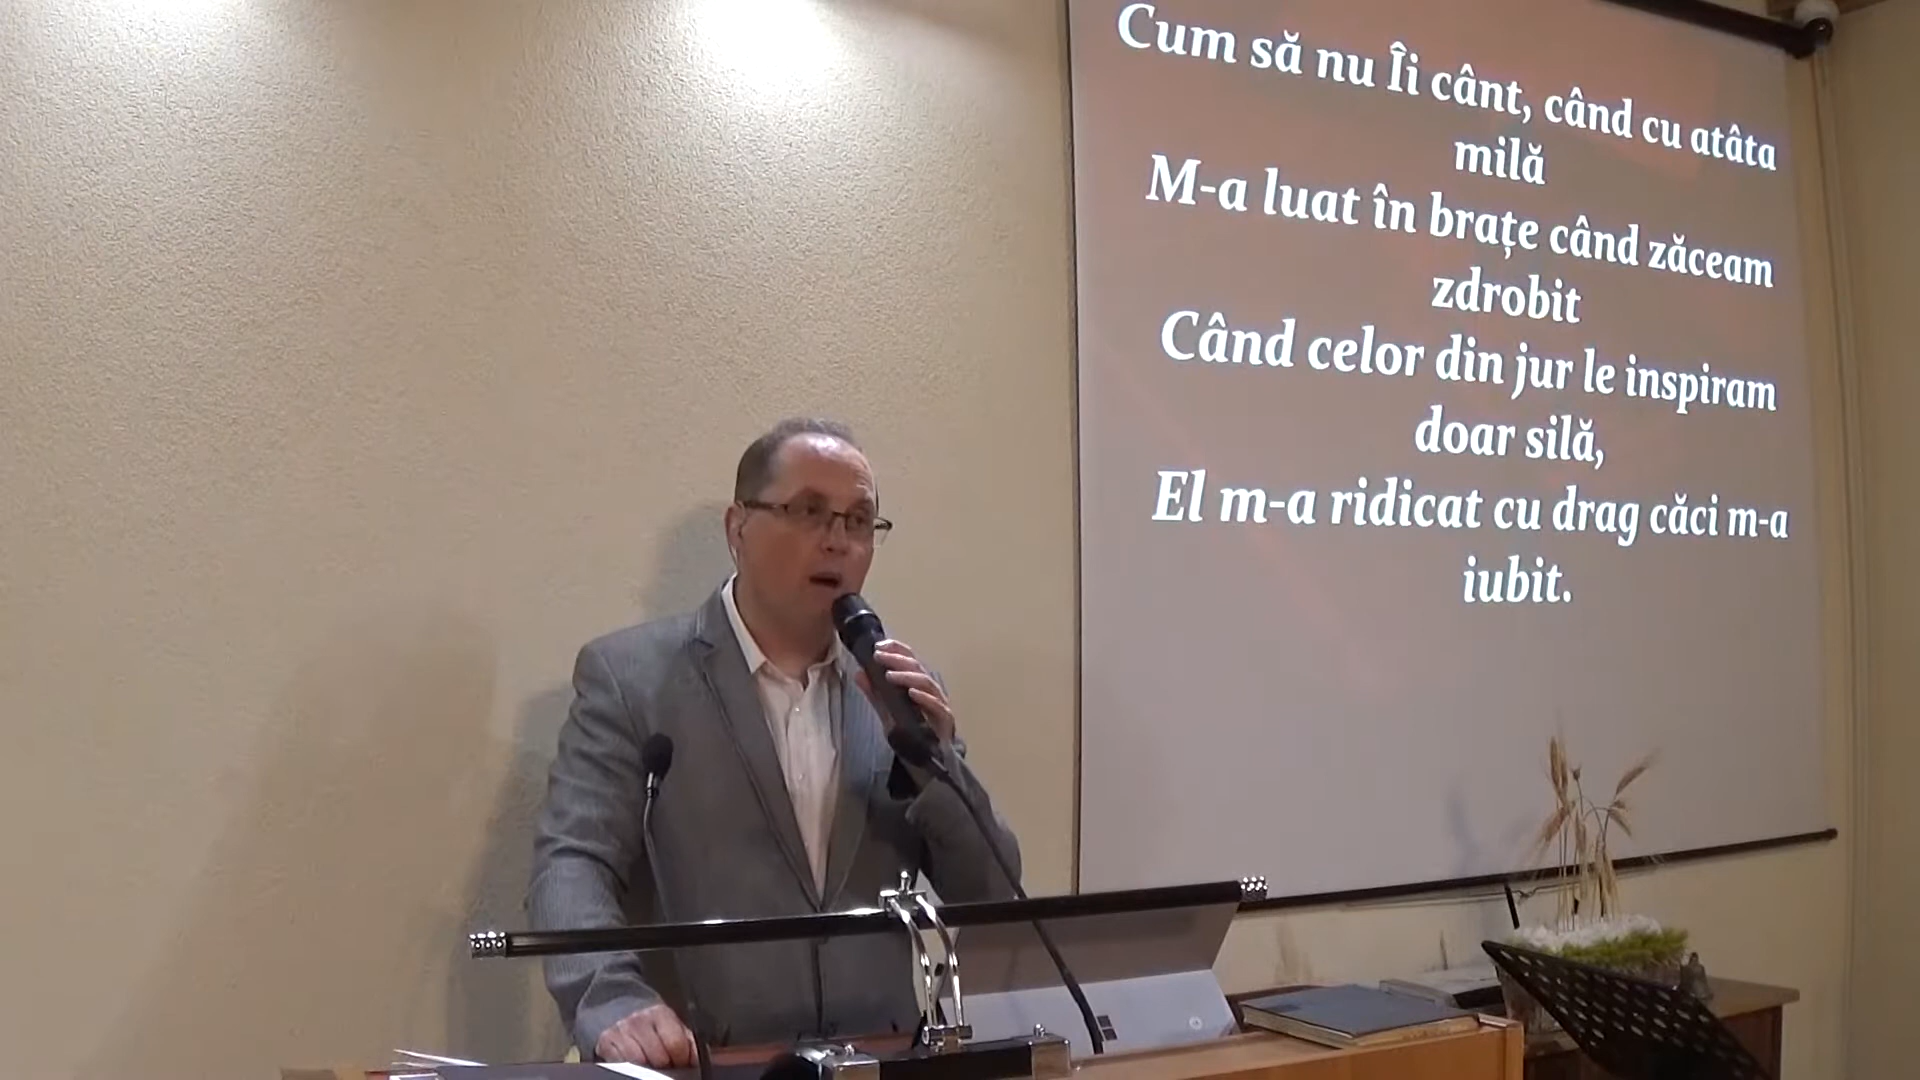 Cum să nu Îi cânt, când cu atâta
milă
M-a luat în brațe când zăceam
zdrobit
Când celor din jur le inspiram
doar silă,
El m-a ridicat cu drag căci m-a
iubit.